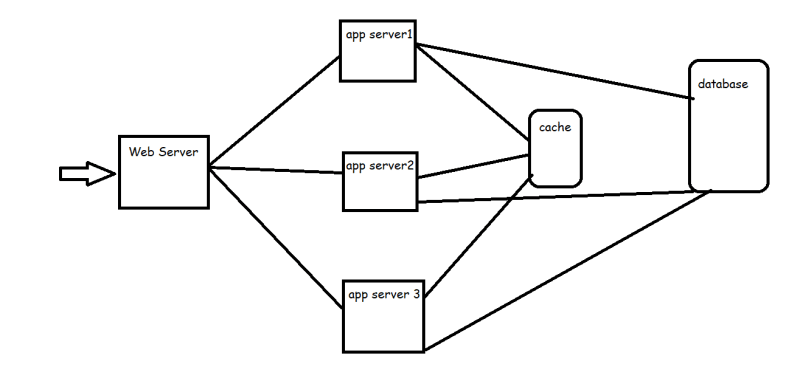 app server1
database
cache
Web Server
app server2
app server 3